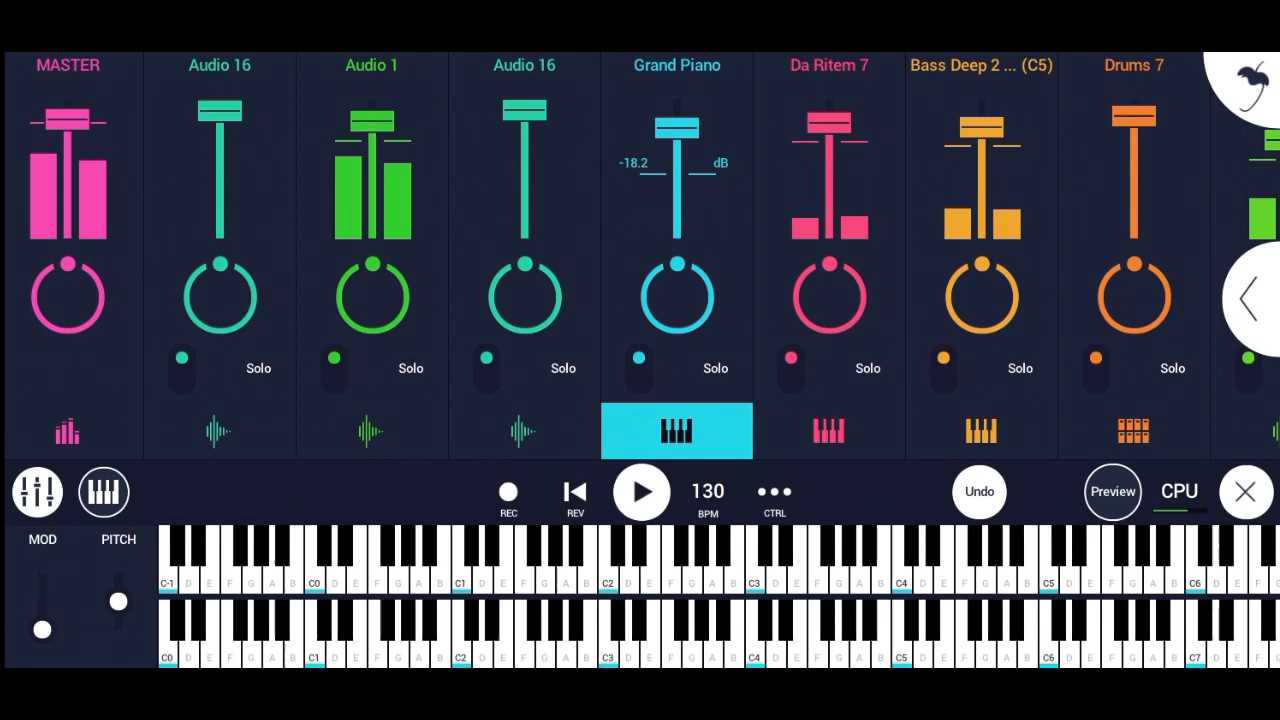 MASTER
Audio 16
Audio 1
Audio 16
Grand Piano
Da Ritem 7
Bass Deep 2 ... (C5)
Drums 7
-18.2 dB
Solo Solo Solo Solo Solo Solo Solo
REC
REV
130
BPM
CTRL
Undo
Preview
CPU
MOD
PITCH
C-1 D E F G A B C0 D E F G A B C1 D E F G A B C2 D E F G A B C3 D E F G A B C4 D E F G A B C5 D E F G A B C6 D E F G
C0 D E F G A B C1 D E F G A B C2 D E F G A B C3 D E F G A B C4 D E F G A B C5 D E F G A B C6 D E F G A B C7 D E F G